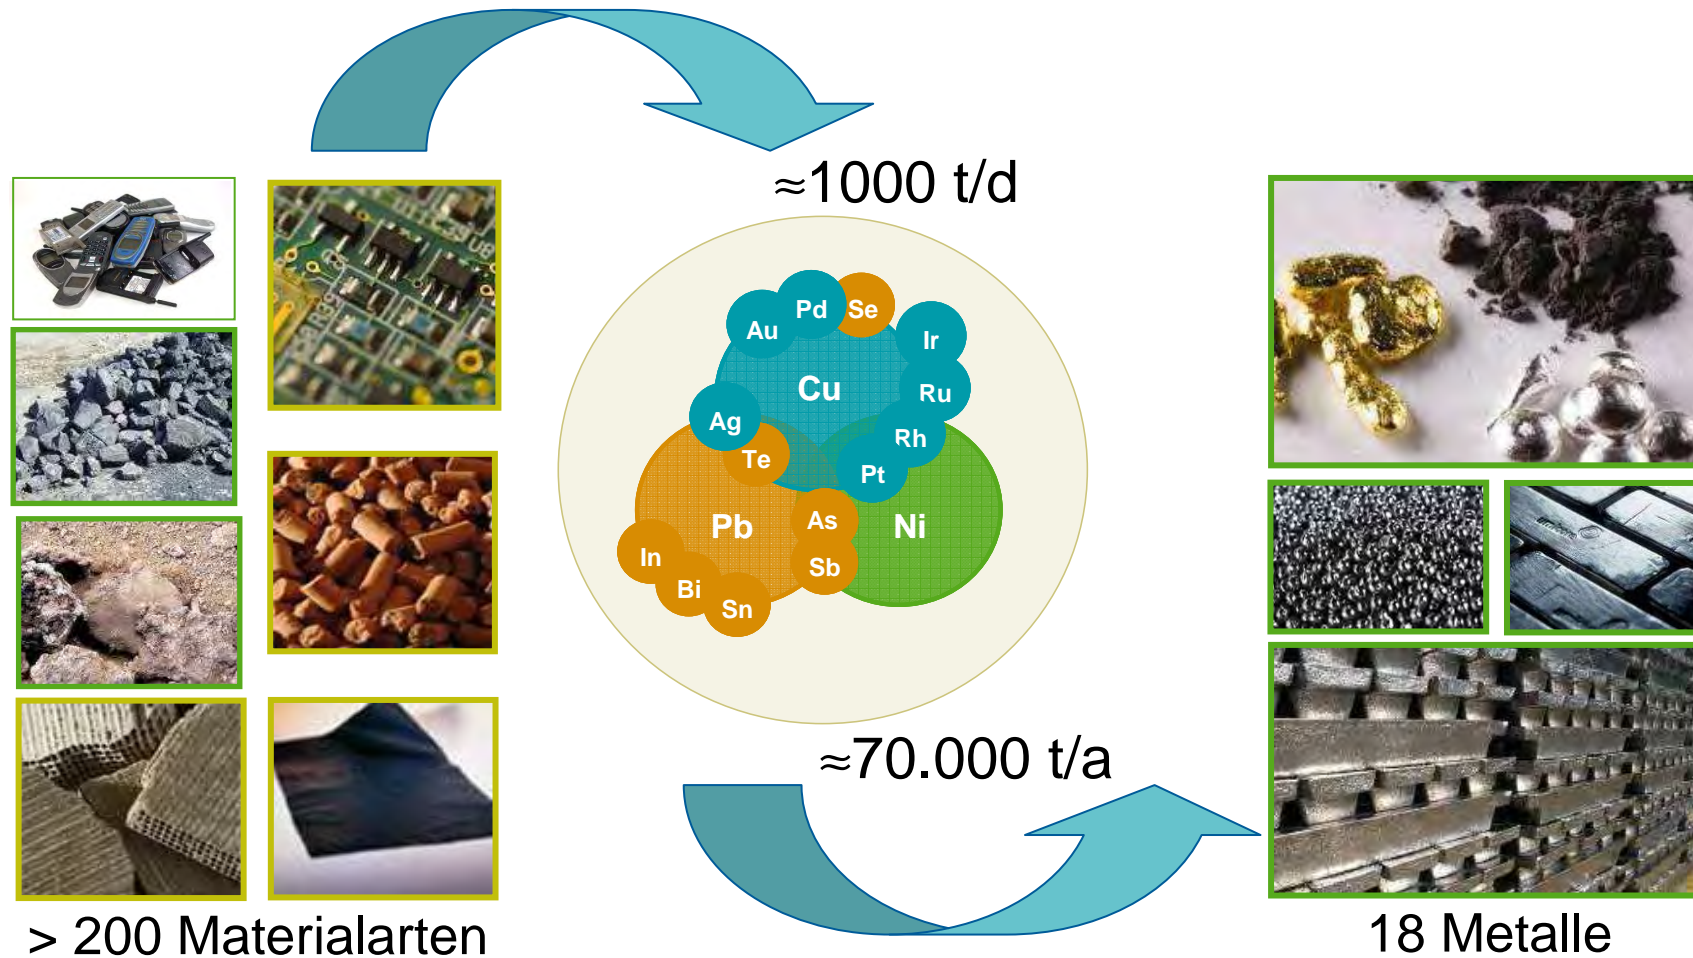 ≈1000 t/d
Pd
Se
Au
Ir
Cu
Ru
Ag
Rh
Te
Pt
As
Pb
Ni
In
Sb
Bi
Sn
≈70.000 t/a
> 200 Materialarten
18 Metalle